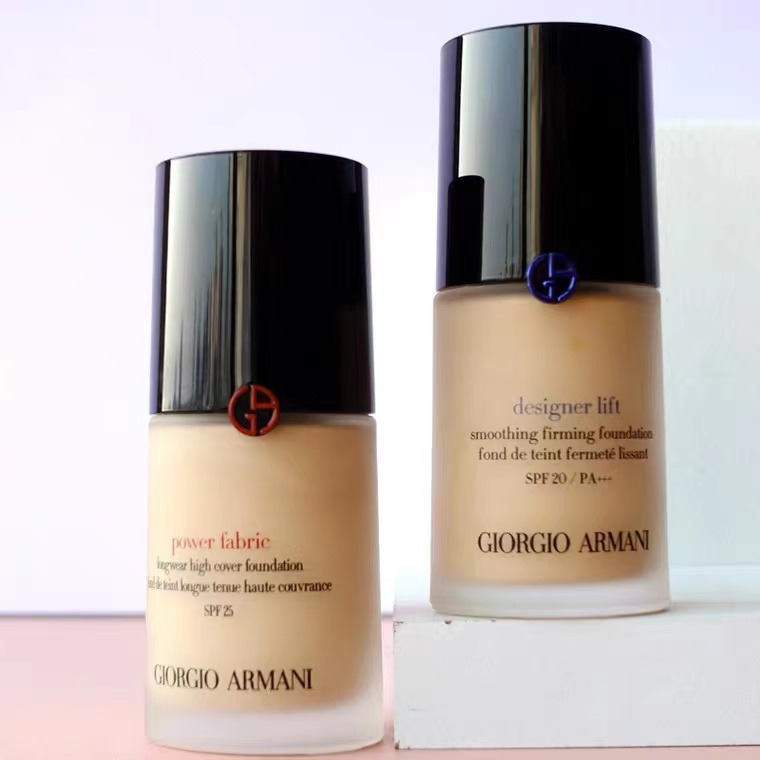 power fabric
longwear high cover foundation
de teint longue tenue haute couvrance
SPF 25
GIORGIO ARMANI
designer lift
smoothing firming foundation
fond de teint fermeté lissant
SPF 20 / PA+++
GIORGIO ARMANI